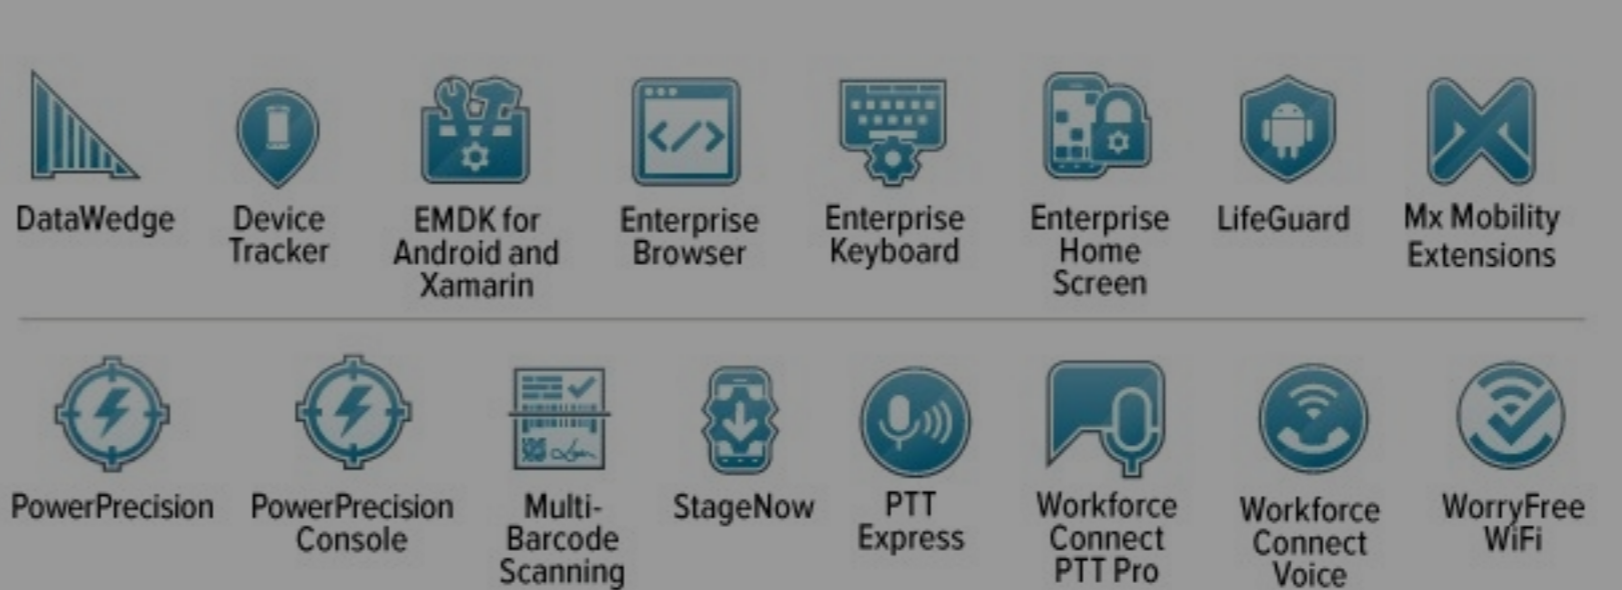 DataWedge
Device
Tracker
EMDK for
Android and
Xamarin
Enterprise
Browser
Enterprise
Keyboard
Enterprise
Home
Screen
LifeGuard
Mx Mobility
Extensions
PowerPrecision
PowerPrecision
Console
Multi-
Barcode
Scanning
StageNow
PTT
Express
Workforce
Connect
PTT Pro
Workforce
Connect
Voice
WorryFree
WiFi